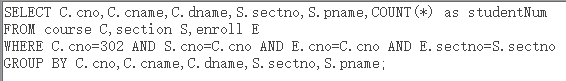 SELECT C.cno,C.cname,C.dname,S.sectno,S.pname,COUNT(*) as studentNum
FROM course C,section S,enroll E
WHERE C.cno=302 AND S.cno=C.cno AND E.cno=C.cno AND E.sectno=S.sectno
GROUP BY C.cno,C.cname,C.dname,S.sectno,S.pname;